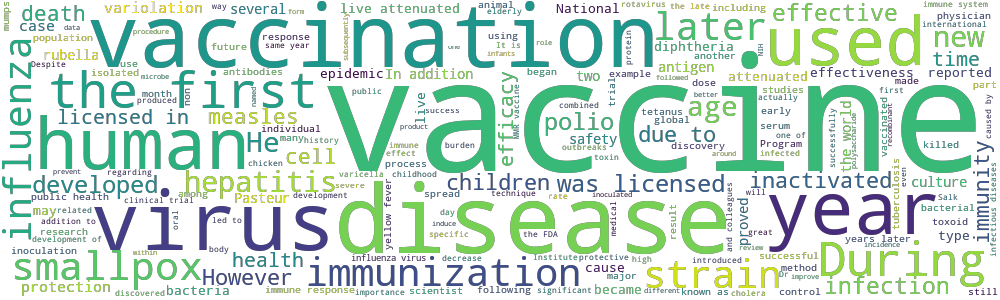 mumps
variolation
way
several
live attenuated
animal
elderly
National
rotavirus
the late
including
immune system
form
death
case
data
population
procedure
rubella
Despite
use
future
subsequently
response
same year
vaccination
using
It is
infants
one
role
protein
NIH
later
diphtheria
another
effective
used
physician
international
new
time
influenza
isolated
microbe
antibodies
epidemic
In addition
began
two
antigen
attenuated
effectiveness
made
reported
part
the first
month
produced
non
named
public
live
efficacy
MMR vaccine
example
trial
followed
dose
better
studies
actually
first
licensed in
measles
individual
success
product
combined
polio
tetanus
global
age
early
serum
one of
Program
infected
successfully
the world
polysaccharide
vaccinated
recombinant
killed
caused by
human
He
many
history
immune
effect
burden
safety
outbreaks
toxin
due to
discovery
around
vaccine
cell
chicken
process
varicella
childhood
prevent
regarding
hepatitis
severe
developed
Pasteur
development
children
was licensed
inactivated
tuberculosis
even
culture
immunity
infectious disease
public health
clinical trial
among
yellow fever
spread
technique
inoculated
rate
and colleagues
proved
will
year
Salk
bacterial
may
related
addition to
oral
led to
virus
disease
day
induce
specific
the FDA
medical
result
great
review
years later
incidence
toxoid
type
research
development of
inoculation
within
body
smallpox
health
influenza virus
decrease
Institute
protective
high
introduced
successful
method
Or
improve
During
However
immunization
cause
major
strain
protection
discovered
bacteria
immune response
importance
scientist
following
significant
became
different
known as
cholera
control
infection
available
still